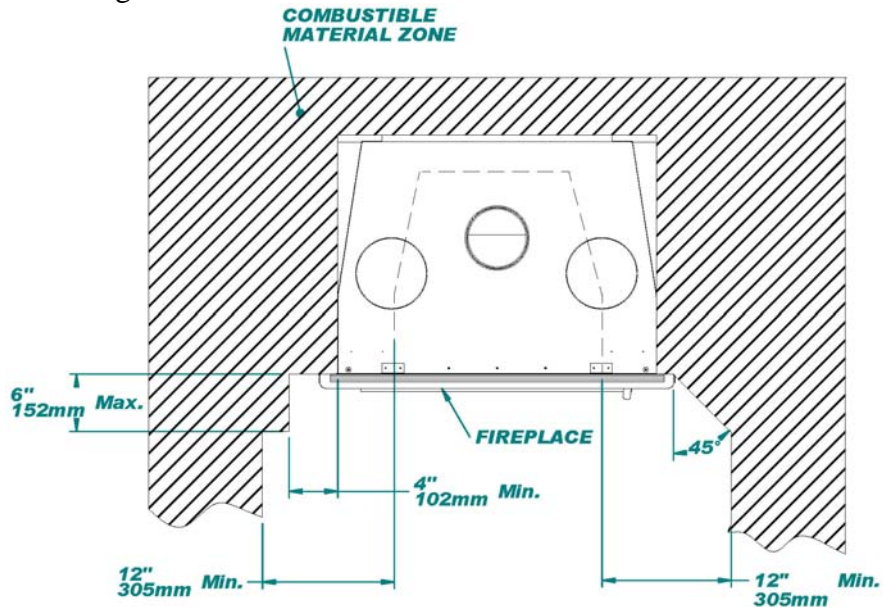 COMBUSTIBLE
MATERIAL ZONE
6"
152mm Max.
FIREPLACE
45°
4"
102mm Min.
12"
305mm Min.
12" Min.
305mm